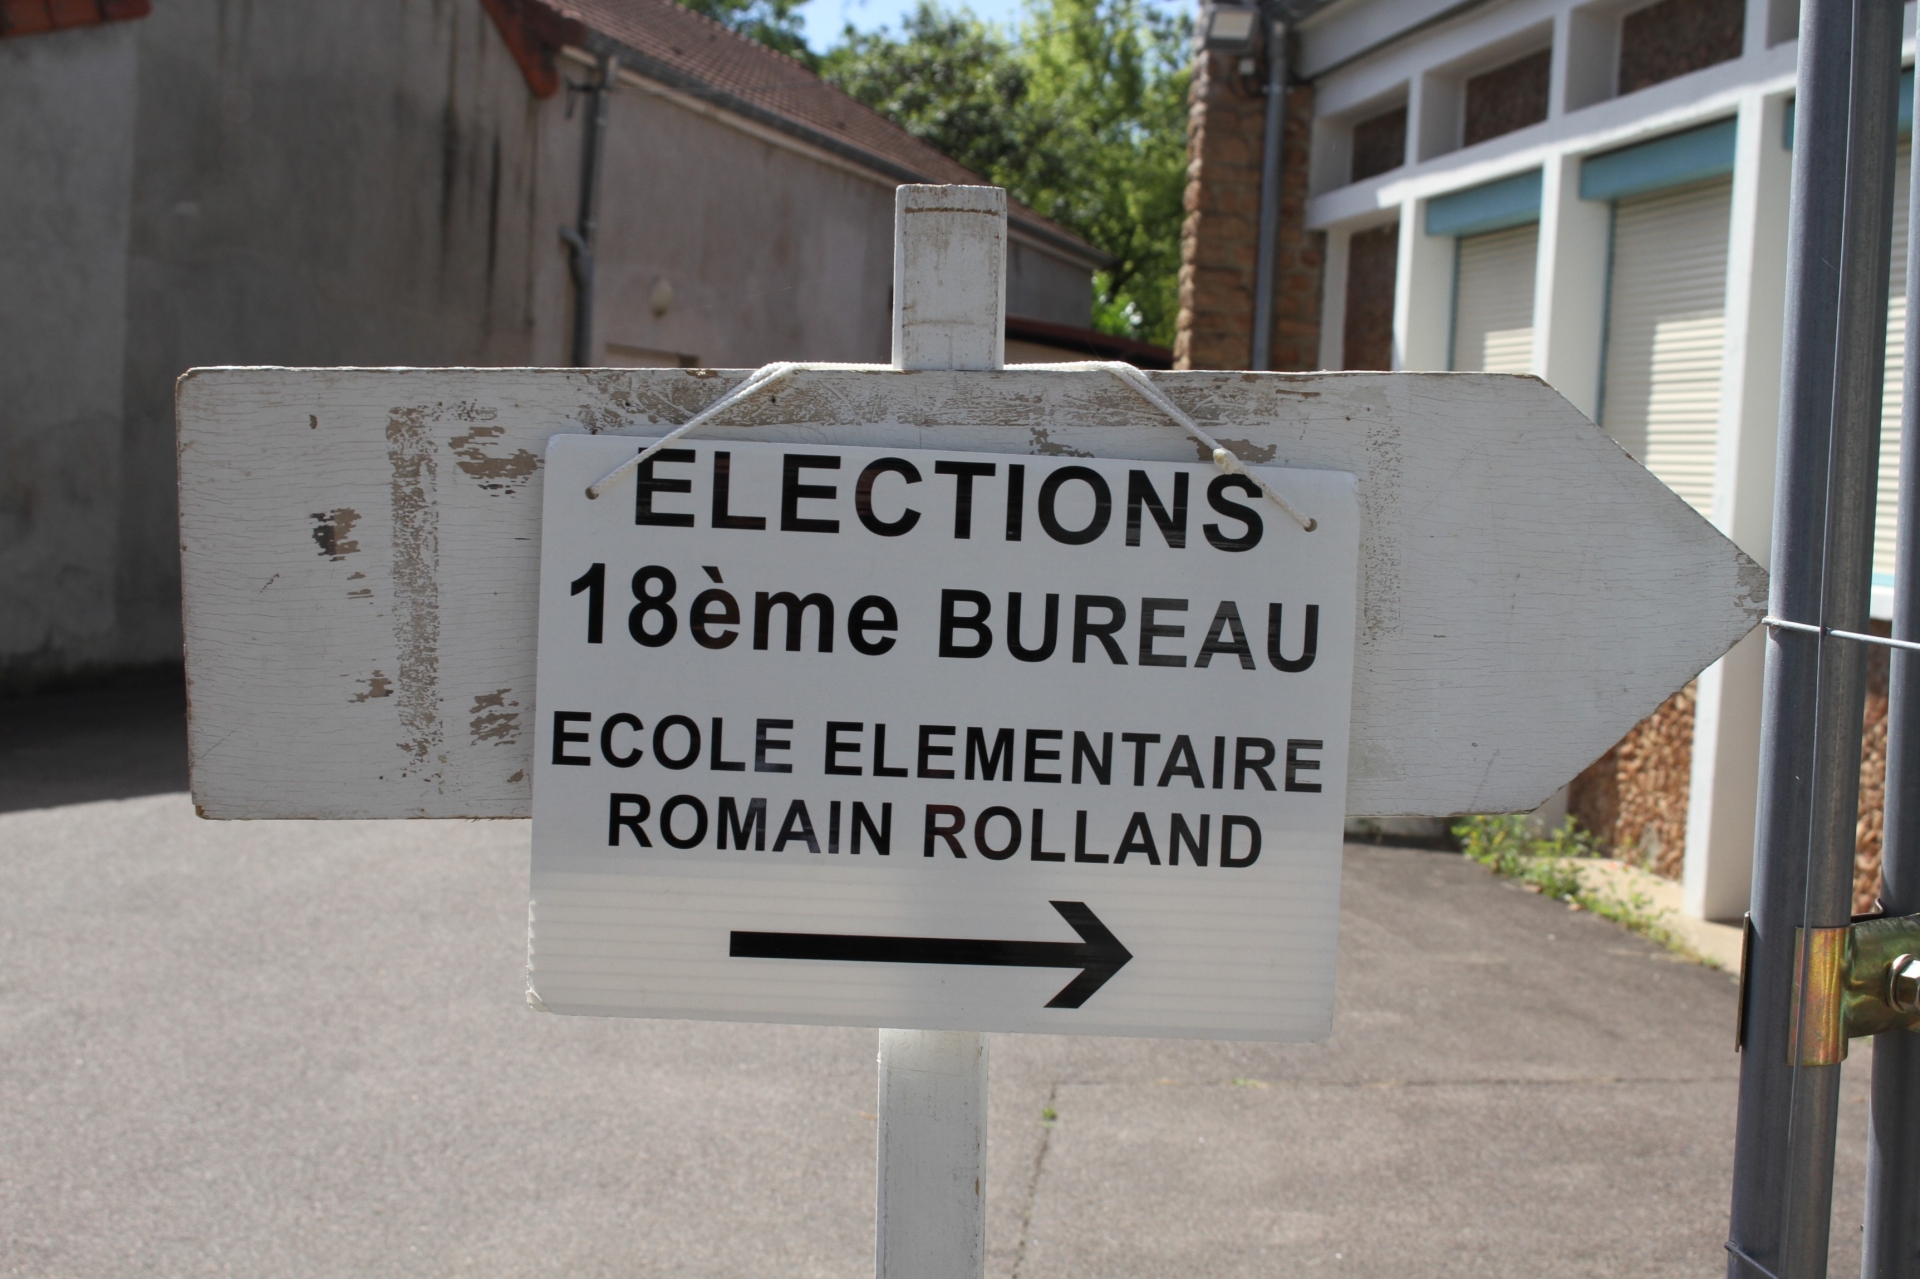 ELECTIONS
18ème BUREAU
ECOLE ELEMENTAIRE
ROMAIN ROLLAND